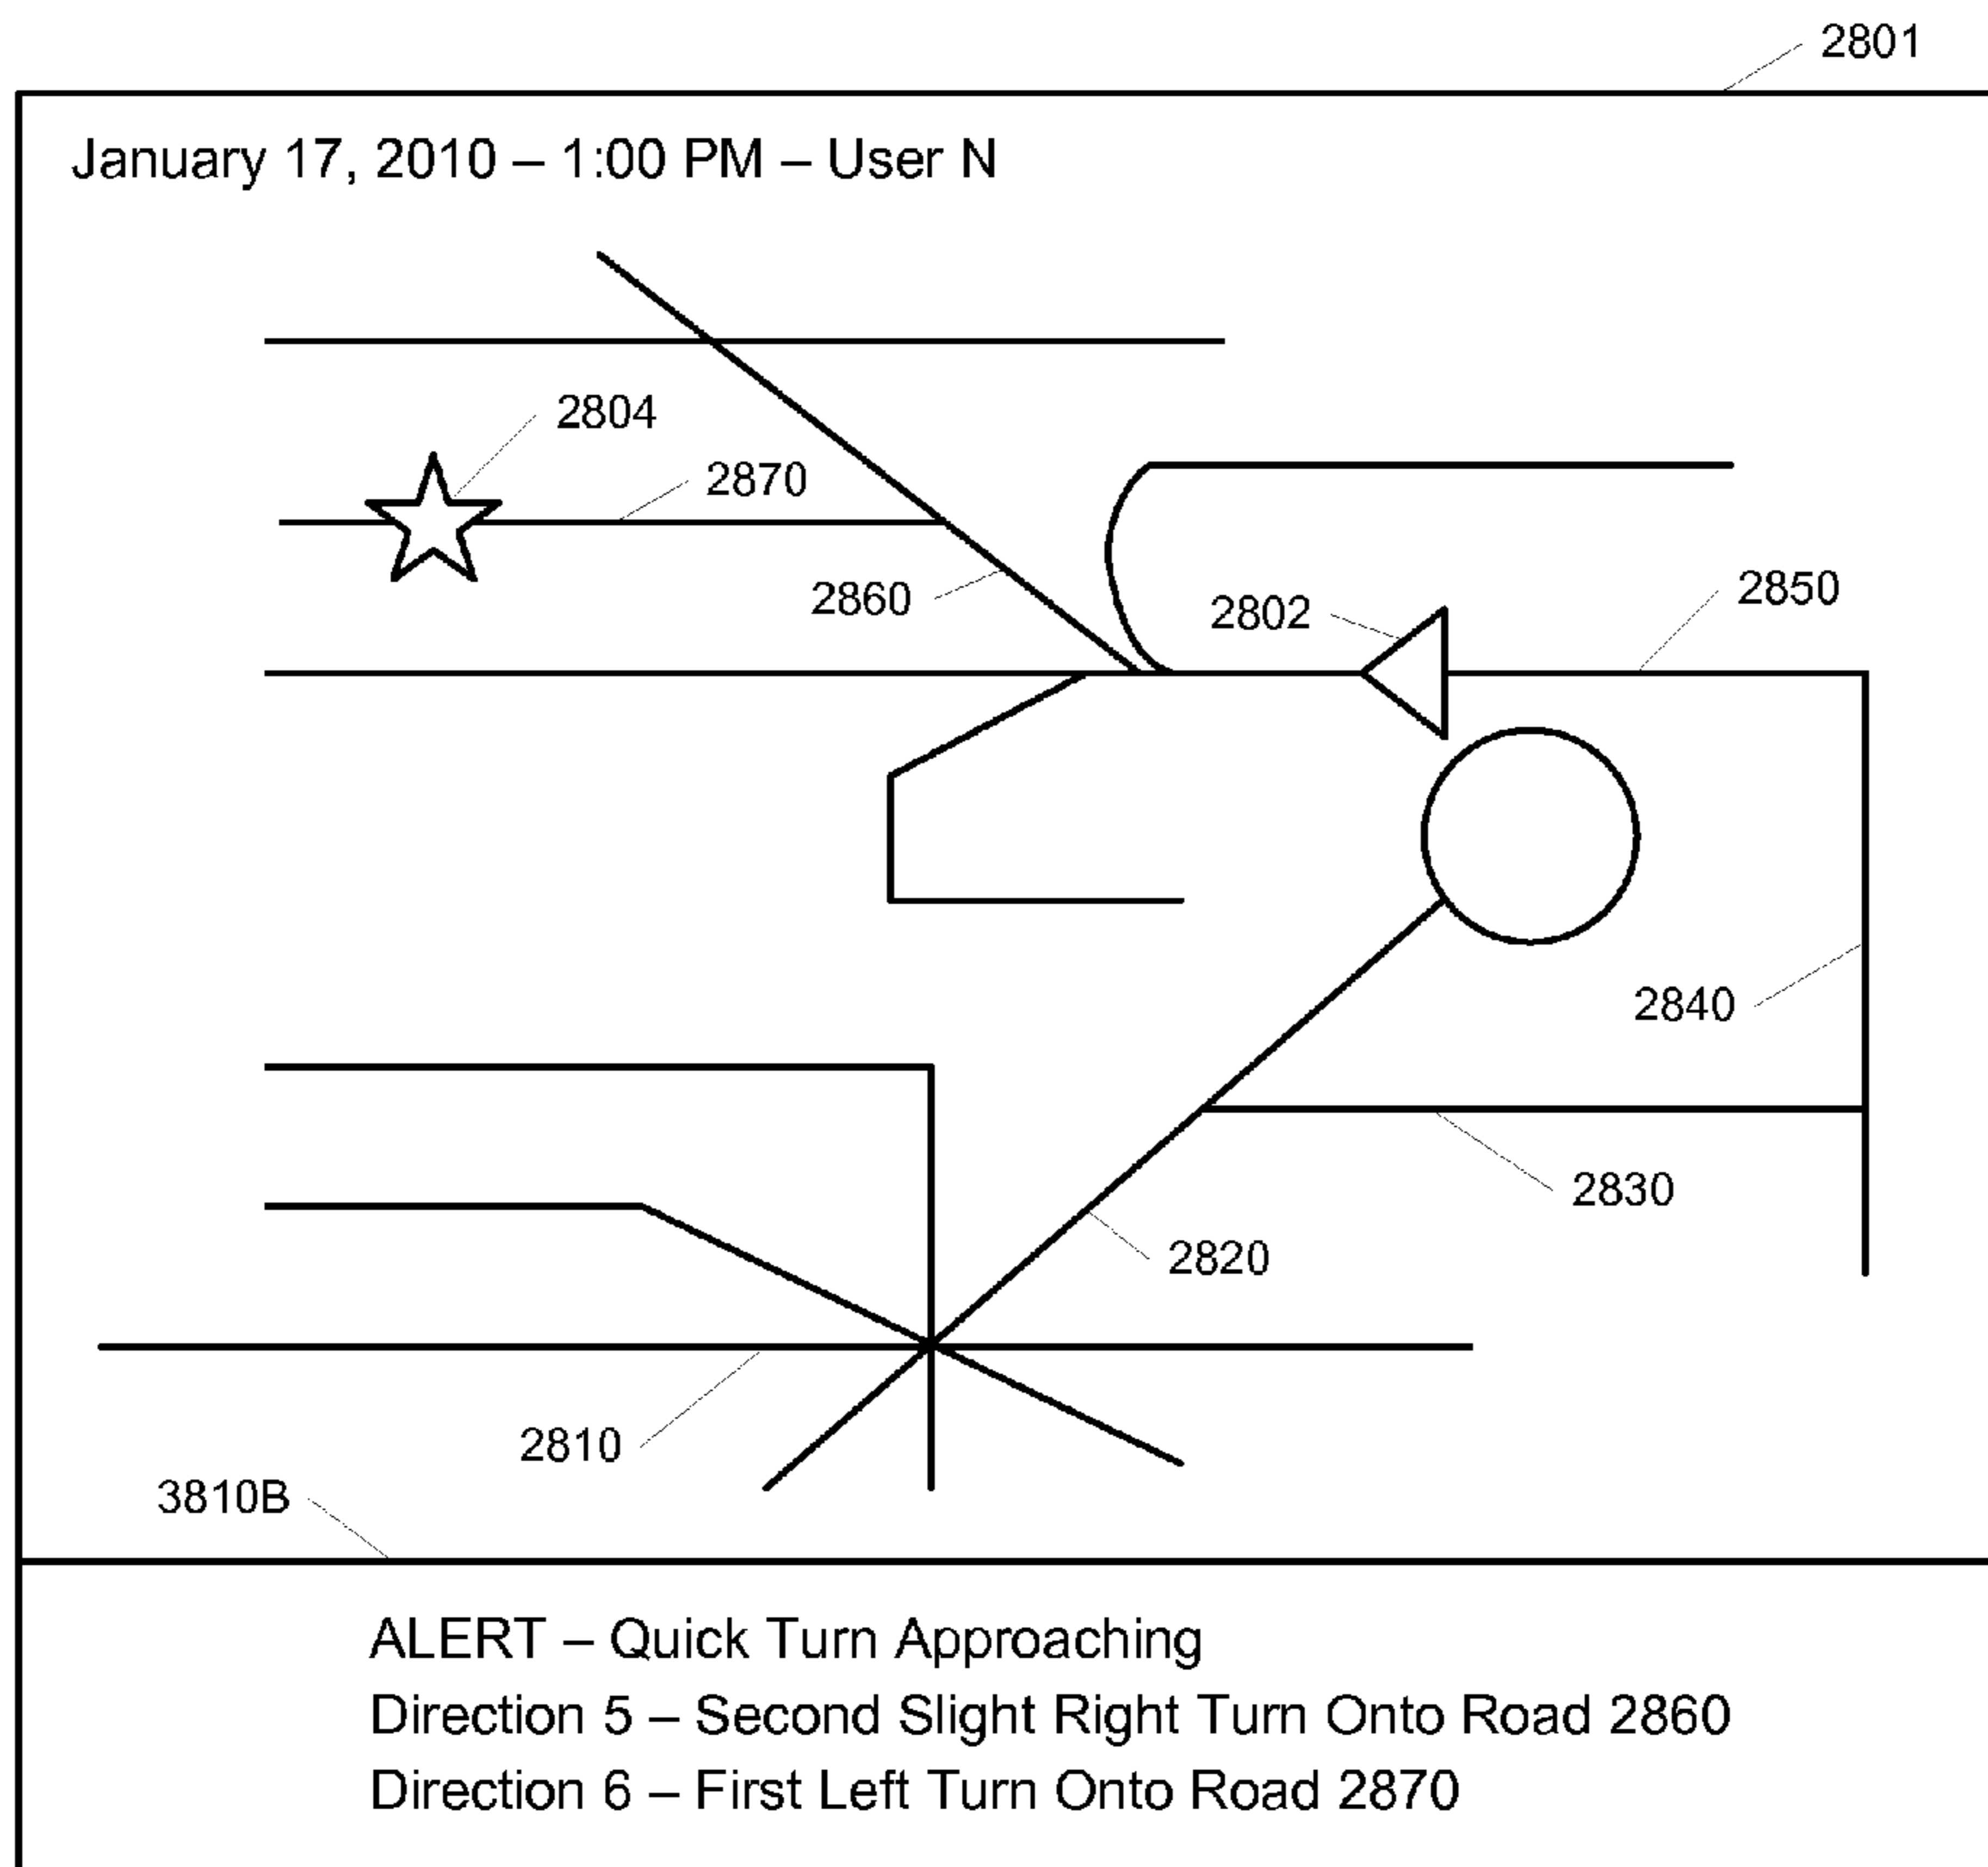 2801
January 17, 2010 – 1:00 PM – User N
2804
2870
2860
2802
2850
2840
2830
2820
2810
3810B
ALERT – Quick Turn Approaching
Direction 5 – Second Slight Right Turn Onto Road 2860
Direction 6 – First Left Turn Onto Road 2870